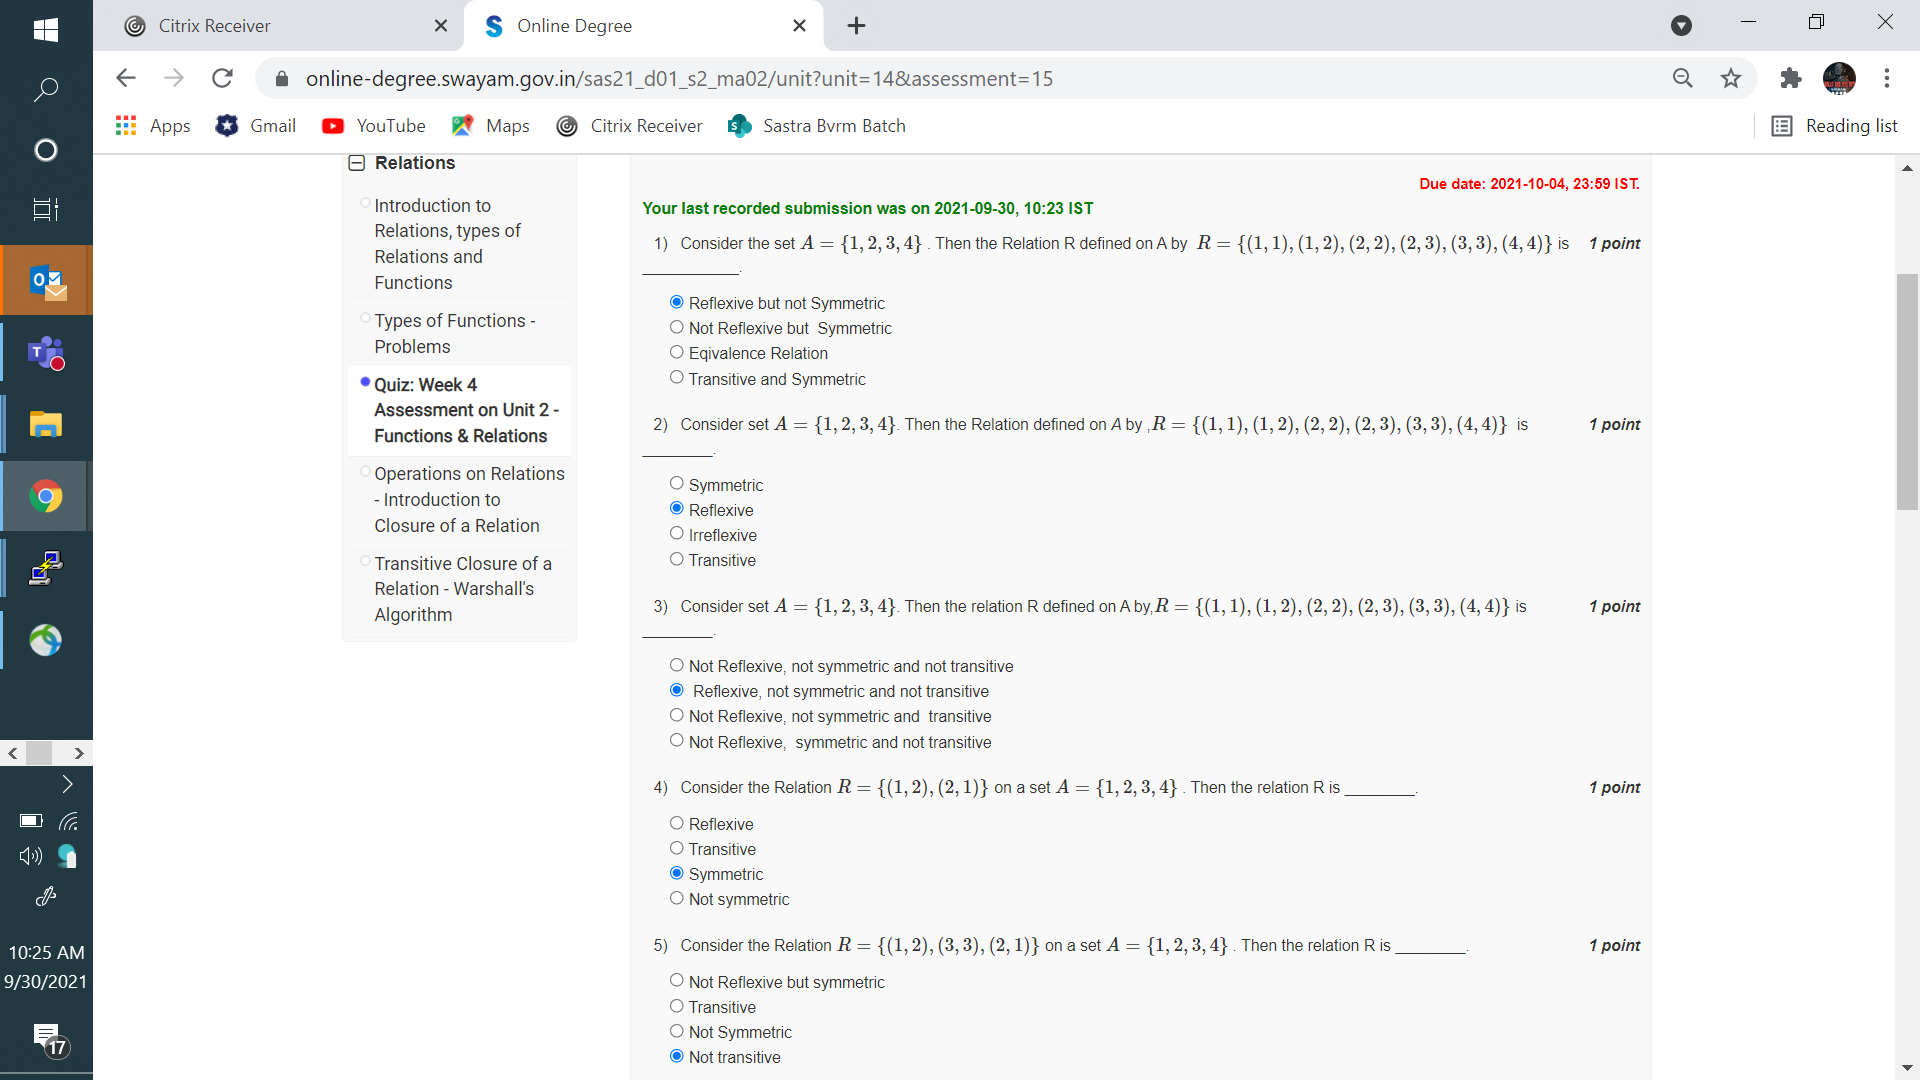 Citrix Receiver
Online Degree
online-degree.swayam.gov.in/sas21_d01_s2_ma02/unit?unit=14&assessment=15
Apps Gmail YouTube Maps Citrix Receiver Sastra Bvrm Batch Reading list
Relations
Introduction to
Relations, types of
Relations and
Functions
Types of Functions -
Problems
Quiz: Week 4
Assessment on Unit 2 -
Functions & Relations
Operations on Relations
- Introduction to
Closure of a Relation
Transitive Closure of a
Relation - Warshall's
Algorithm
Due date: 2021-10-04, 23:59 IST.
Your last recorded submission was on 2021-09-30, 10:23 IST
1) Consider the set A = {1, 2, 3, 4} . Then the Relation R defined on A by R = {(1, 1), (1, 2), (2, 2), (2, 3), (3, 3), (4, 4)} is 1 point
___________.
Reflexive but not Symmetric
Not Reflexive but Symmetric
Eqivalence Relation
Transitive and Symmetric
2) Consider set A = {1, 2, 3, 4}. Then the Relation defined on A by ,R = {(1, 1), (1, 2), (2, 2), (2, 3), (3, 3), (4, 4)} is 1 point
________.
Symmetric
Reflexive
Irreflexive
Transitive
3) Consider set A = {1, 2, 3, 4}. Then the relation R defined on A by,R = {(1, 1), (1, 2), (2, 2), (2, 3), (3, 3), (4, 4)} is 1 point
________.
Not Reflexive, not symmetric and not transitive
Reflexive, not symmetric and not transitive
Not Reflexive, not symmetric and transitive
Not Reflexive, symmetric and not transitive
4) Consider the Relation R = {(1, 2), (2, 1)} on a set A = {1, 2, 3, 4} . Then the relation R is ________. 1 point
Reflexive
Transitive
Symmetric
Not symmetric
5) Consider the Relation R = {(1, 2), (3, 3), (2, 1)} on a set A = {1, 2, 3, 4} . Then the relation R is ________. 1 point
Not Reflexive but symmetric
Transitive
Not Symmetric
Not transitive
10:25 AM
9/30/2021
17